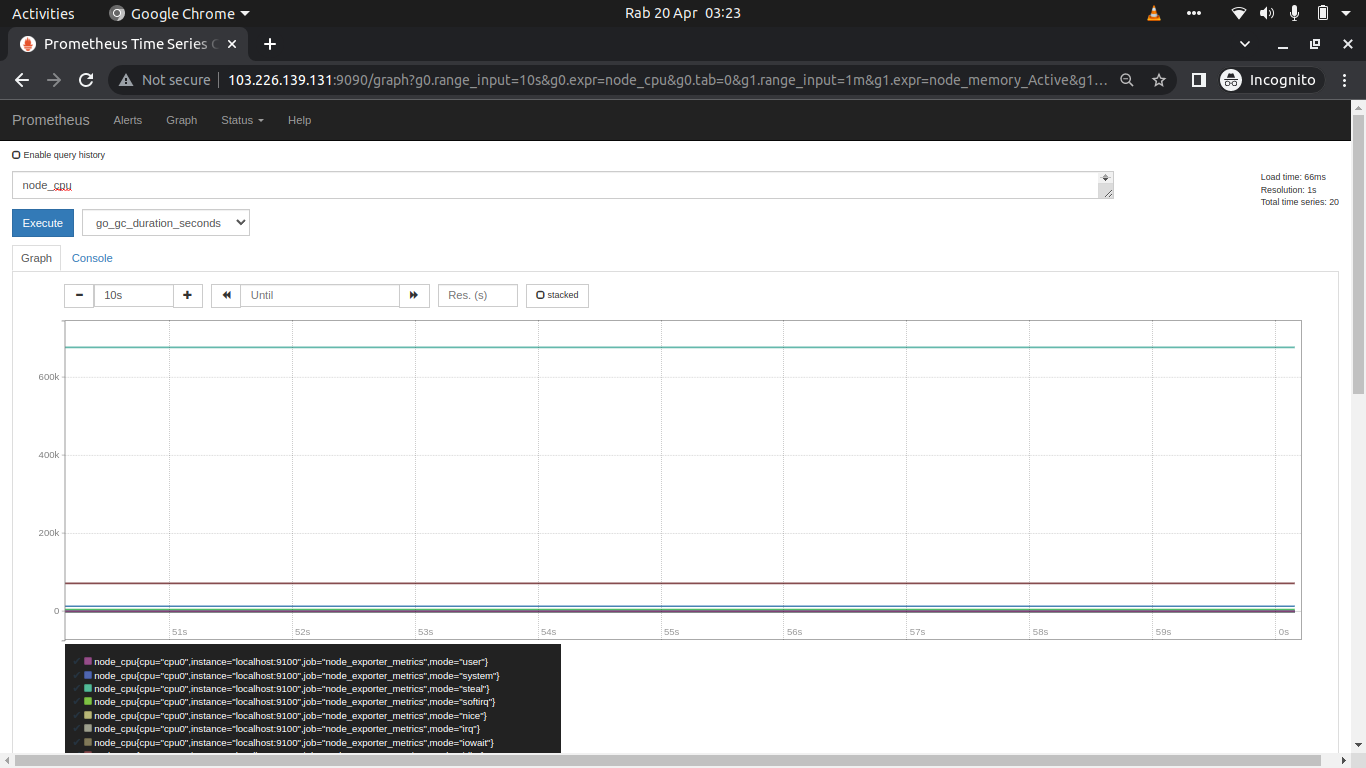 Activities Google Chrome Rab 20 Apr 03:23
Prometheus Time Series C
Not secure 103.226.139.131:9090/graph?g0.range_input=10s&g0.expr=node_cpu&g0.tab=0&g1.range_input=1m&g1.expr=node_memory_Active&g1... Incognito
Prometheus Alerts Graph Status Help
Enable query history
node_cpu
Load time: 66ms
Resolution: 1s
Total time series: 20
Execute go_gc_duration_seconds
Graph Console
10s Until Res. (s) stacked
600k
400k
200k
0
51s 52s 53s 54s 55s 56s 57s 58s 59s 0s
node_cpu{cpu="cpu0",instance="localhost:9100",job="node_exporter_metrics",mode="user"}
node_cpu{cpu="cpu0",instance="localhost:9100",job="node_exporter_metrics",mode="system"}
node_cpu{cpu="cpu0",instance="localhost:9100",job="node_exporter_metrics",mode="steal"}
node_cpu{cpu="cpu0",instance="localhost:9100",job="node_exporter_metrics",mode="softirq"}
node_cpu{cpu="cpu0",instance="localhost:9100",job="node_exporter_metrics",mode="nice"}
node_cpu{cpu="cpu0",instance="localhost:9100",job="node_exporter_metrics",mode="irq"}
node_cpu{cpu="cpu0",instance="localhost:9100",job="node_exporter_metrics",mode="iowait"}